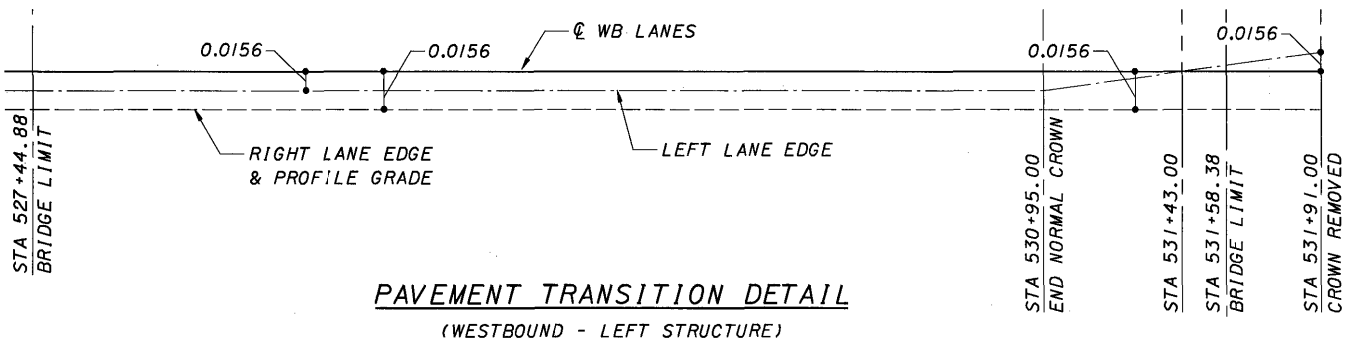 ℄ WB LANES
0.0156
0.0156
0.0156
0.0156
RIGHT LANE EDGE
& PROFILE GRADE
LEFT LANE EDGE
STA 527+44.88
BRIDGE LIMIT
STA 530+95.00
END NORMAL CROWN
STA 531+43.00
STA 531+58.38
BRIDGE LIMIT
STA 531+91.00
CROWN REMOVED
PAVEMENT TRANSITION DETAIL
(WESTBOUND - LEFT STRUCTURE)